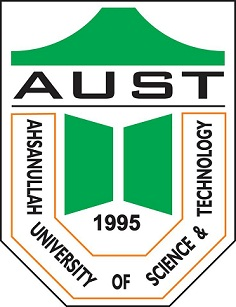 AUST
1995
AHSANULLAH UNIVERSITY OF SCIENCE & TECHNOLOGY